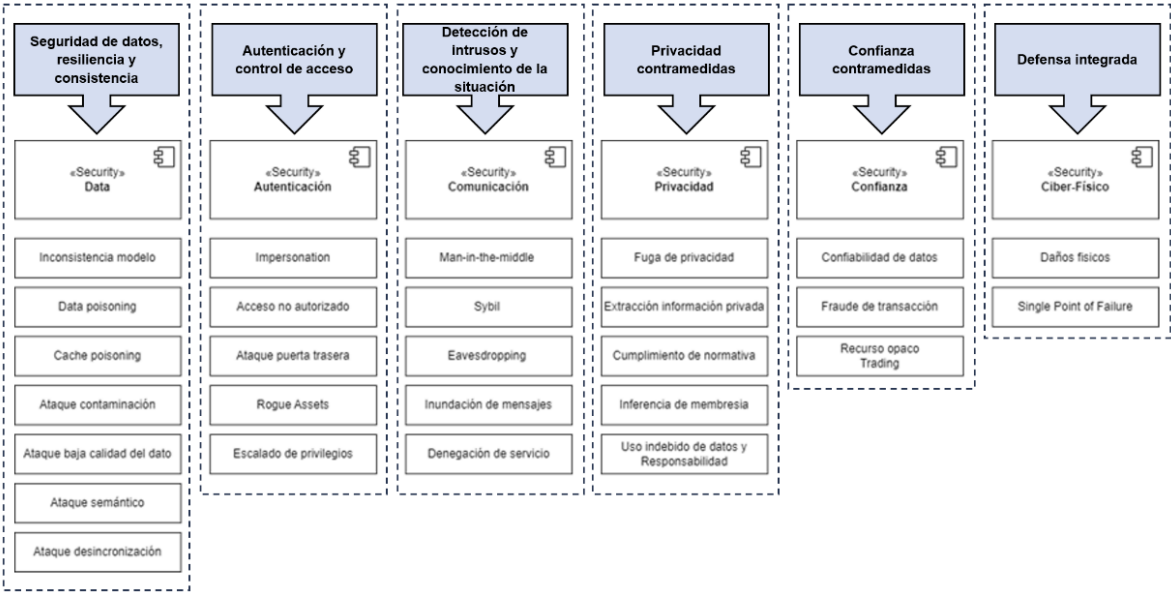 Seguridad de datos,
resiliencia y
consistencia
«Security»
Data
Inconsistencia modelo
Data poisoning
Cache poisoning
Ataque contaminación
Ataque baja calidad del dato
Ataque semántico
Ataque desincronización
Autenticación y
control de acceso
«Security»
Autenticación
Impersonation
Acceso no autorizado
Ataque puerta trasera
Rogue Assets
Escalado de privilegios
Detección de
intrusos y
conocimiento de la
situación
«Security»
Comunicación
Man-in-the-middle
Sybil
Eavesdropping
Inundación de mensajes
Denegación de servicio
Privacidad
contramedidas
«Security»
Privacidad
Fuga de privacidad
Extracción información privada
Cumplimiento de normativa
Inferencia de membresia
Uso indebido de datos y
Responsabilidad
Confianza
contramedidas
«Security»
Confianza
Confiabilidad de datos
Fraude de transacción
Recurso opaco
Trading
Defensa integrada
«Security»
Ciber-Físico
Daños fisicos
Single Point of Failure